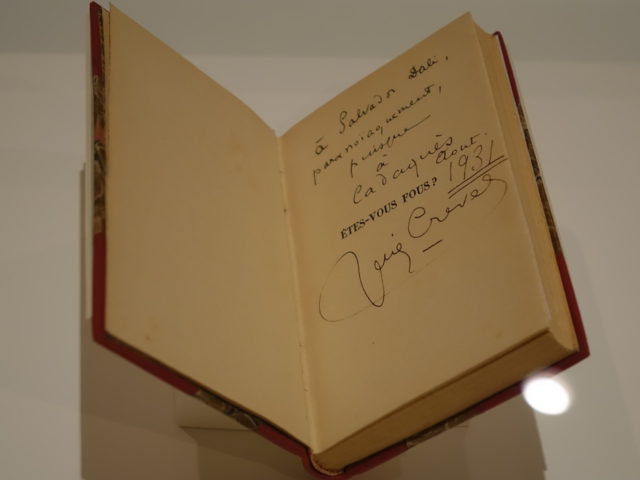 à Salvador Dali,
paranoïaquement,
puisque
à
Cadaquès
Août.
1931
ÊTES-VOUS FOUS?
René Crevel